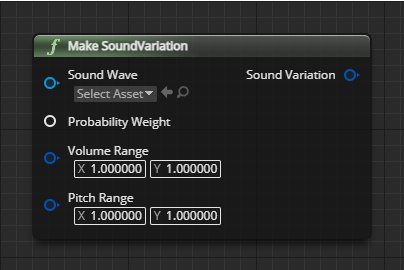 f Make SoundVariation
Sound Wave Sound Variation
Select Asset
Probability Weight
Volume Range
X 1.000000 Y 1.000000
Pitch Range
X 1.000000 Y 1.000000